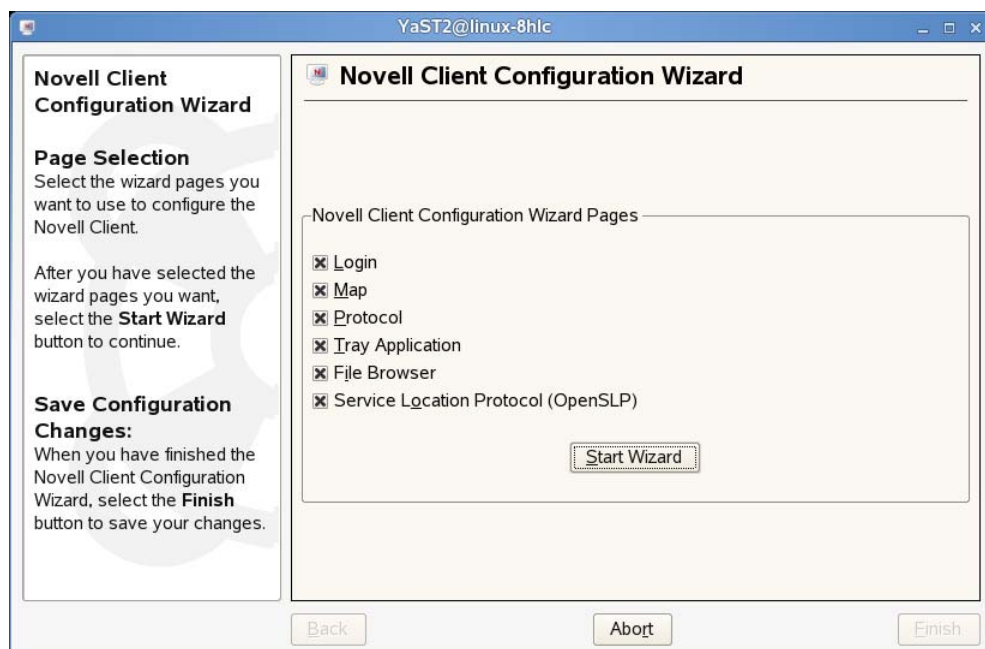 YaST2@linux-8hlc
Novell Client
Configuration Wizard
Page Selection
Select the wizard pages you
want to use to configure the
Novell Client.
After you have selected the
wizard pages you want,
select the Start Wizard
button to continue.
Save Configuration
Changes:
When you have finished the
Novell Client Configuration
Wizard, select the Finish
button to save your changes.
Novell Client Configuration Wizard
Novell Client Configuration Wizard Pages
Login
Map
Protocol
Tray Application
File Browser
Service Location Protocol (OpenSLP)
Start Wizard
Back
Abort
Finish